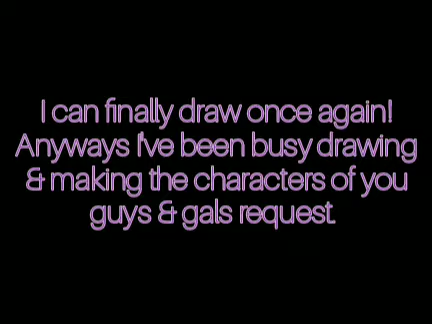 I can finally draw once again!
Anyways I've been busy drawing
& making the characters of you
guys & gals request.